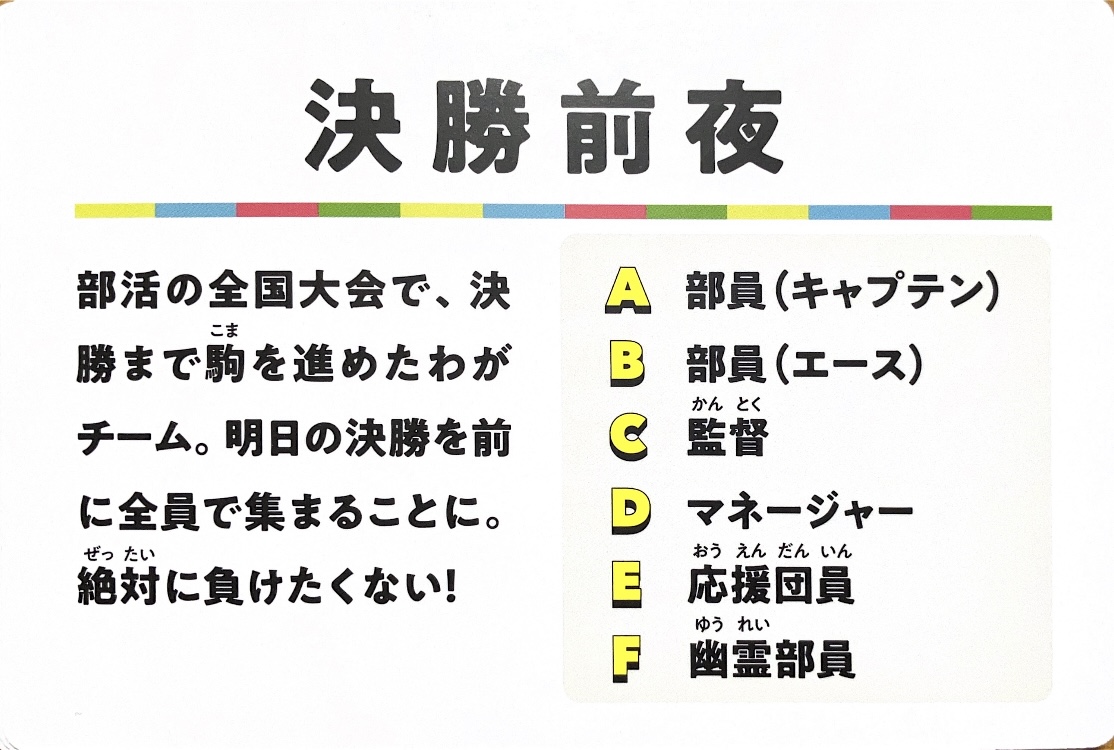 決勝前夜
部活の全国大会で、決
こま
勝まで駒を進めたわが
チーム。明日の決勝を前
に全員で集まることに。
ぜっ たい
絶対に負けたくない!
A 部員(キャプテン)
B 部員(エース)
かん とく
C 監督
D マネージャー
おう えん だん いん
E 応援団員
ゆう れい
F 幽霊部員